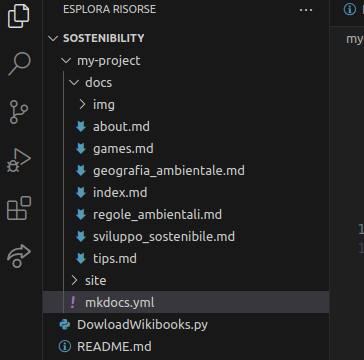 ESPLORA RISORSE
SOSTENIBILITY
my-project
my
docs
img
about.md
games.md
geografia_ambientale.md
index.md
regole_ambientali.md
sviluppo_sostenibile.md
1
tips.md
1
site
! mkdocs.yml
DowloadWikibooks.py
README.md